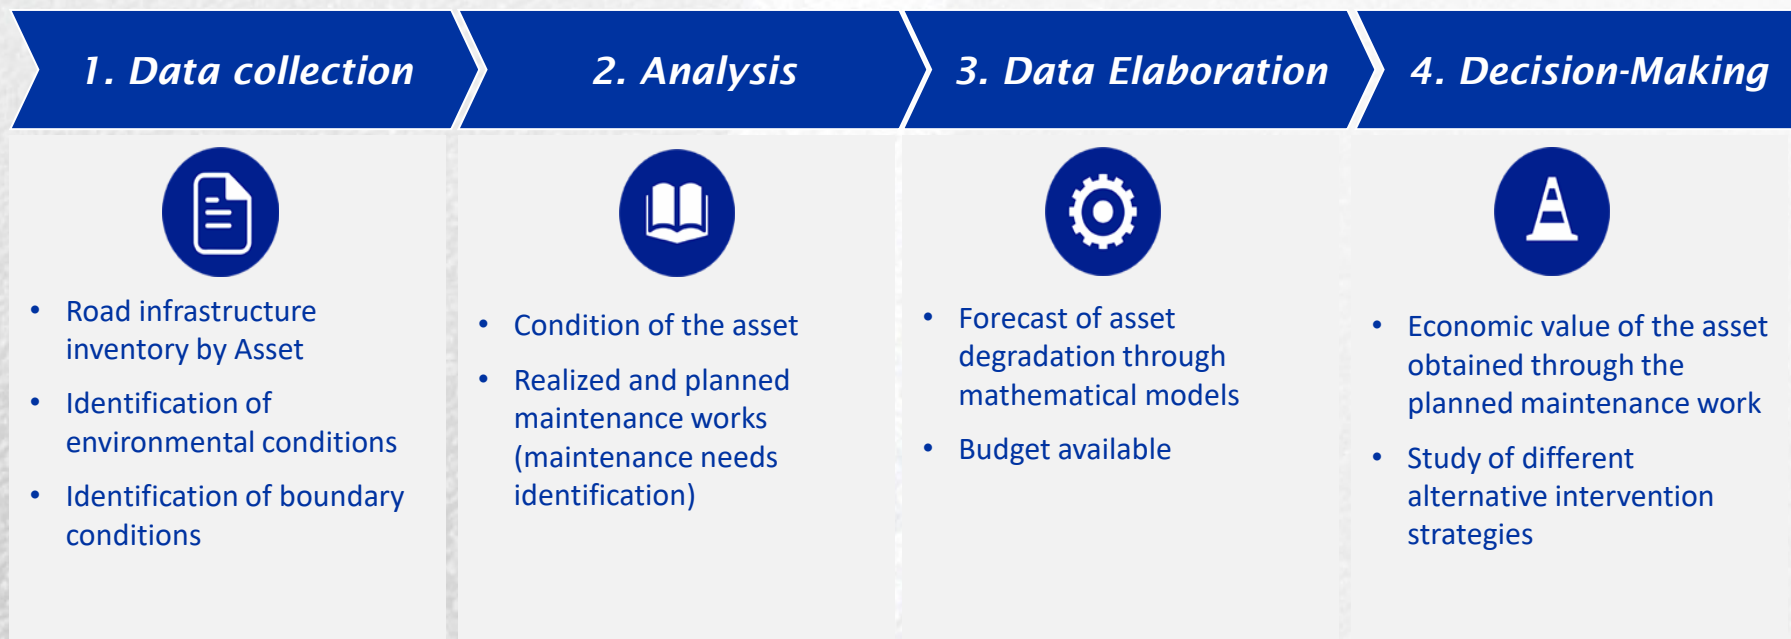 1. Data collection
2. Analysis
3. Data Elaboration
4. Decision-Making
• Road infrastructure
inventory by Asset
• Identification of
environmental conditions
• Identification of boundary
conditions
• Condition of the asset
• Realized and planned
maintenance works
(maintenance needs
identification)
• Forecast of asset
degradation through
mathematical models
• Budget available
• Economic value of the asset
obtained through the
planned maintenance work
• Study of different
alternative intervention
strategies